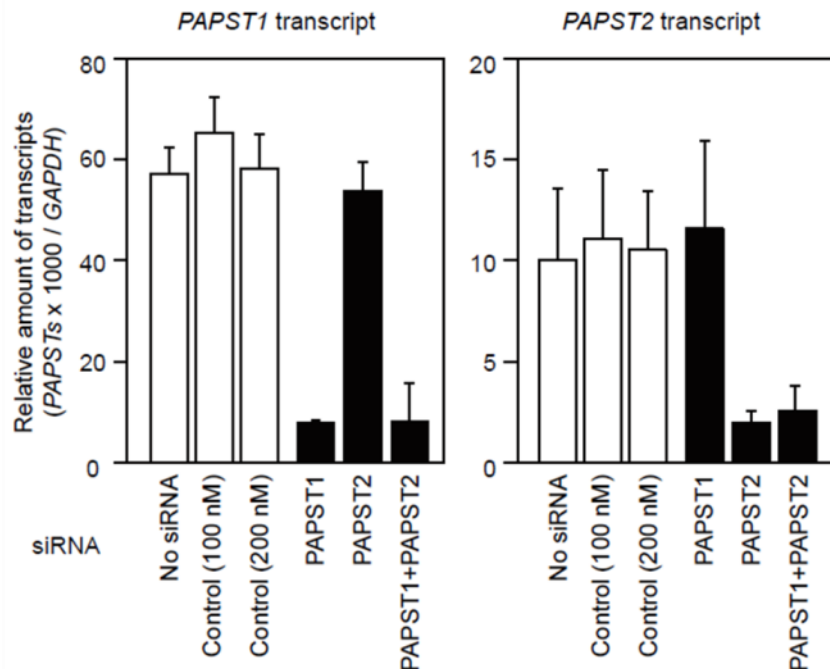 PAPST1 transcript
PAPST2 transcript
Relative amount of transcripts
(PAPSTs x 1000 / GAPDH)
80
60
40
20
0
20
15
10
5
0
siRNA
No siRNA
Control (100 nM)
Control (200 nM)
PAPST1
PAPST2
PAPST1+PAPST2
No siRNA
Control (100 nM)
Control (200 nM)
PAPST1
PAPST2
PAPST1+PAPST2